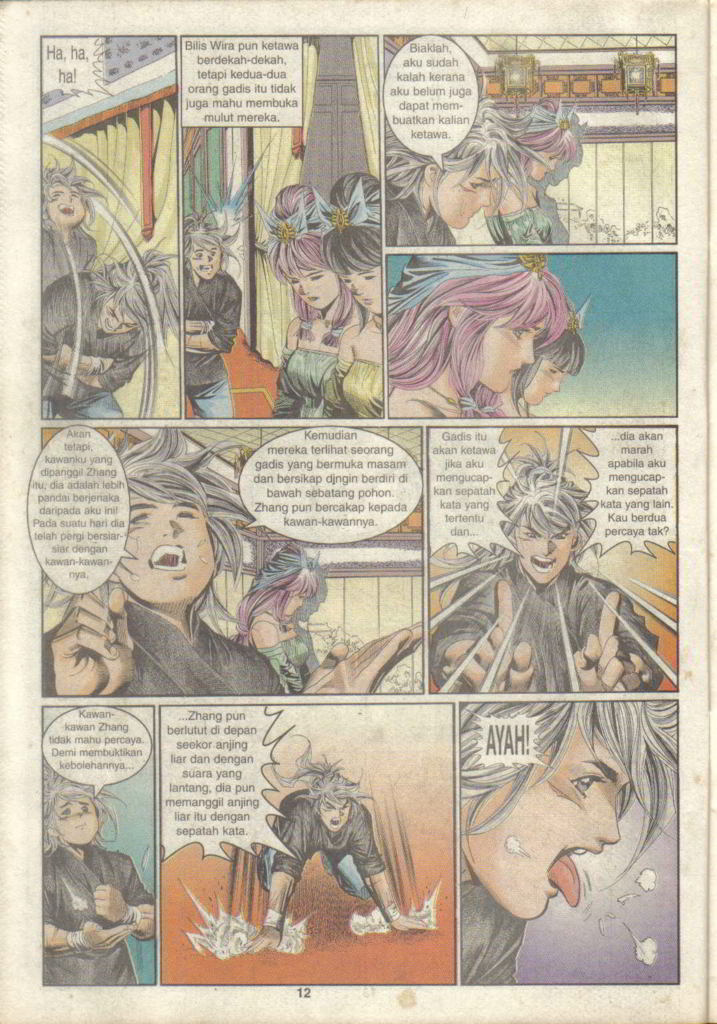 Ha, ha,
ha!
Bilis Wira pun ketawa
berdekah-dekah,
tetapi kedua-dua
orang gadis itu tidak
juga mahu membuka
mulut mereka.
Biaklah,
aku sudah
kalah kerana
aku belum juga
dapat mem-
buatkan kalian
ketawa.
Akan
tetapi,
kawanku yang
dipanggil Zhang
itu, dia adalah lebih
pandai berjenaka
daripada aku ini!
Pada suatu hari dia
telah pergi bersiar-
siar dengan
kawan-kawan-
nya.
Kemudian
mereka terlihat seorang
gadis yang bermuka masam
dan bersikap djngin berdiri di
bawah sebatang pohon.
Zhang pun bercakap kepada
kawan-kawannya.
Gadis itu
akan ketawa
jika aku
mengucap-
kan sepatah
kata yang
tertentu
dan...
...dia akan
marah
apabila aku
mengucap-
kan sepatah
kata yang lain.
Kau berdua
percaya tak?
Kawan-
kawan Zhang
tidak mahu percaya.
Demi membuktikan
kebolehannya...
...Zhang pun
berlutut di depan
seekor anjing
liar dan dengan
suara yang
lantang, dia pun
memanggil anjing
liar itu dengan
sepatah kata.
AYAH!
12